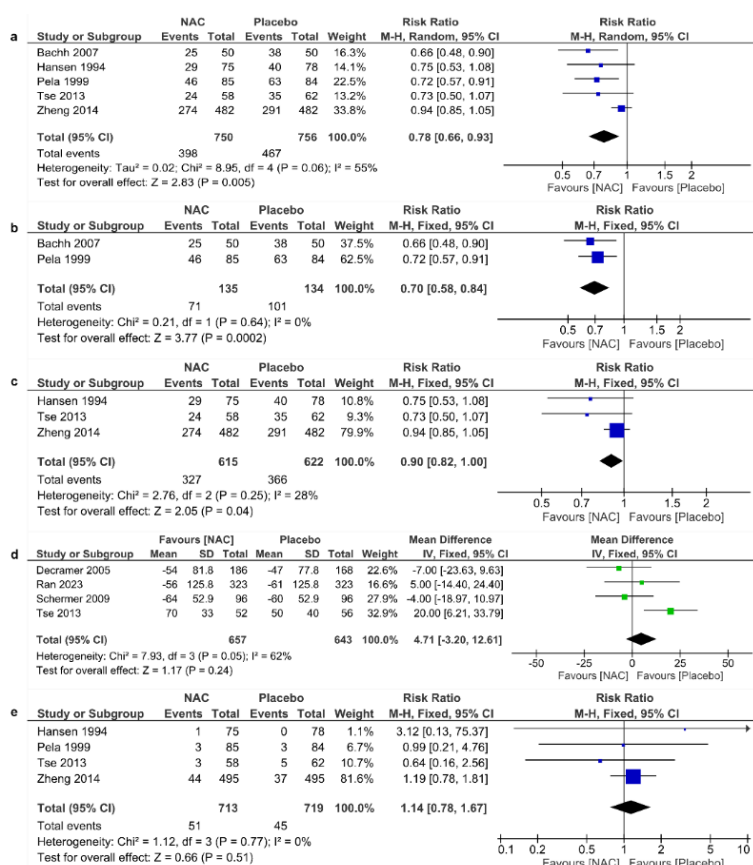 a
NAC Placebo Risk Ratio Risk Ratio
Study or Subgroup Events Total Events Total Weight M-H, Random, 95% CI M-H, Random, 95% CI
Bachh 2007 25 50 38 50 16.3% 0.66 [0.48, 0.90]
Hansen 1994 29 75 40 78 14.1% 0.75 [0.53, 1.08]
Pela 1999 46 85 63 84 22.5% 0.72 [0.57, 0.91]
Tse 2013 24 58 35 62 13.2% 0.73 [0.50, 1.07]
Zheng 2014 274 482 291 482 33.8% 0.94 [0.85, 1.05]
Total (95% CI) 750 756 100.0% 0.78 [0.66, 0.93]
Total events 398 467
Heterogeneity: Tau² = 0.02; Chi² = 8.95, df = 4 (P = 0.06); I² = 55%
Test for overall effect: Z = 2.83 (P = 0.005)
0.5 0.7 1 1.5 2
Favours [NAC] Favours [Placebo]
b
NAC Placebo Risk Ratio Risk Ratio
Study or Subgroup Events Total Events Total Weight M-H, Fixed, 95% CI M-H, Fixed, 95% CI
Bachh 2007 25 50 38 50 37.5% 0.66 [0.48, 0.90]
Pela 1999 46 85 63 84 62.5% 0.72 [0.57, 0.91]
Total (95% CI) 135 134 100.0% 0.70 [0.58, 0.84]
Total events 71 101
Heterogeneity: Chi² = 0.21, df = 1 (P = 0.64); I² = 0%
Test for overall effect: Z = 3.77 (P = 0.0002)
0.5 0.7 1 1.5 2
Favours [NAC] Favours [Placebo]
c
NAC Placebo Risk Ratio Risk Ratio
Study or Subgroup Events Total Events Total Weight M-H, Fixed, 95% CI M-H, Fixed, 95% CI
Hansen 1994 29 75 40 78 10.8% 0.75 [0.53, 1.08]
Tse 2013 24 58 35 62 9.3% 0.73 [0.50, 1.07]
Zheng 2014 274 482 291 482 79.9% 0.94 [0.85, 1.05]
Total (95% CI) 615 622 100.0% 0.90 [0.82, 1.00]
Total events 327 366
Heterogeneity: Chi² = 2.76, df = 2 (P = 0.25); I² = 28%
Test for overall effect: Z = 2.05 (P = 0.04)
0.5 0.7 1 1.5 2
Favours [NAC] Favours [Placebo]
d
Favours [NAC] Placebo Mean Difference Mean Difference
Study or Subgroup Mean SD Total Mean SD Total Weight IV, Fixed, 95% CI IV, Fixed, 95% CI
Decramer 2005 -54 81.8 186 -47 77.8 168 22.6% -7.00 [-23.63, 9.63]
Ran 2023 -56 125.8 323 -61 125.8 323 16.6% 5.00 [-14.40, 24.40]
Schermer 2009 -64 52.9 96 -60 52.9 96 27.9% -4.00 [-18.97, 10.97]
Tse 2013 70 33 52 50 40 56 32.9% 20.00 [6.21, 33.79]
Total (95% CI) 657 643 100.0% 4.71 [-3.20, 12.61]
Heterogeneity: Chi² = 7.93, df = 3 (P = 0.05); I² = 62%
Test for overall effect: Z = 1.17 (P = 0.24)
-50 -25 0 25 50
Favours [NAC] Favours [Placebo]
e
NAC Placebo Risk Ratio Risk Ratio
Study or Subgroup Events Total Events Total Weight M-H, Fixed, 95% CI M-H, Fixed, 95% CI
Hansen 1994 1 75 0 78 1.1% 3.12 [0.13, 75.37]
Pela 1999 3 85 3 84 6.7% 0.99 [0.21, 4.76]
Tse 2013 3 58 5 62 10.7% 0.64 [0.16, 2.56]
Zheng 2014 44 495 37 495 81.6% 1.19 [0.78, 1.81]
Total (95% CI) 713 719 100.0% 1.14 [0.78, 1.67]
Total events 51 45
Heterogeneity: Chi² = 1.12, df = 3 (P = 0.77); I² = 0%
Test for overall effect: Z = 0.66 (P = 0.51)
0.1 0.2 0.5 1 2 5 10
Favours [NAC] Favours [Placebo]